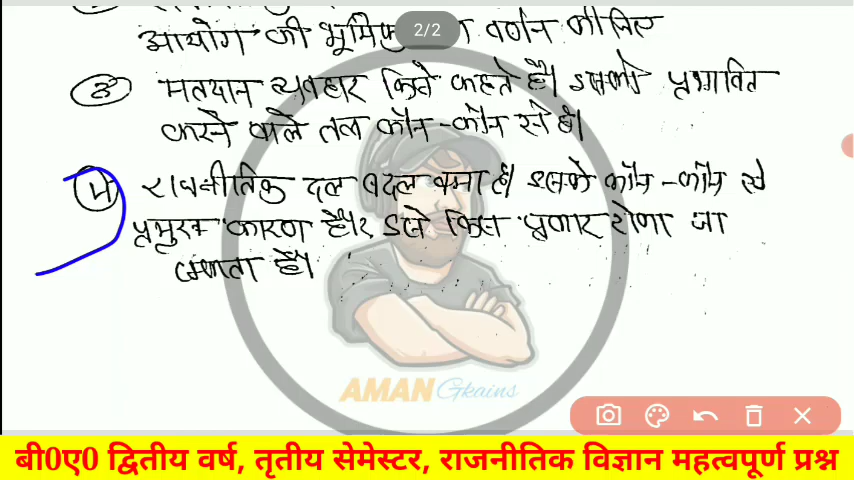 2/2
आयोग की भूमिका वर्णन कीजिए
③ मतदान व्यवहार किसे कहते है। इसको प्रभावित
करने वाले तत्व कौन-कौन से है।
④ राजनीतिक दल बदल क्या है। इसके कौन-कौन से
प्रमुख कारण है। इसे किस प्रकार रोका जा
सकता है।
AMAN Gkains
बी0ए0 द्वितीय वर्ष, तृतीय सेमेस्टर, राजनीतिक विज्ञान महत्वपूर्ण प्रश्न